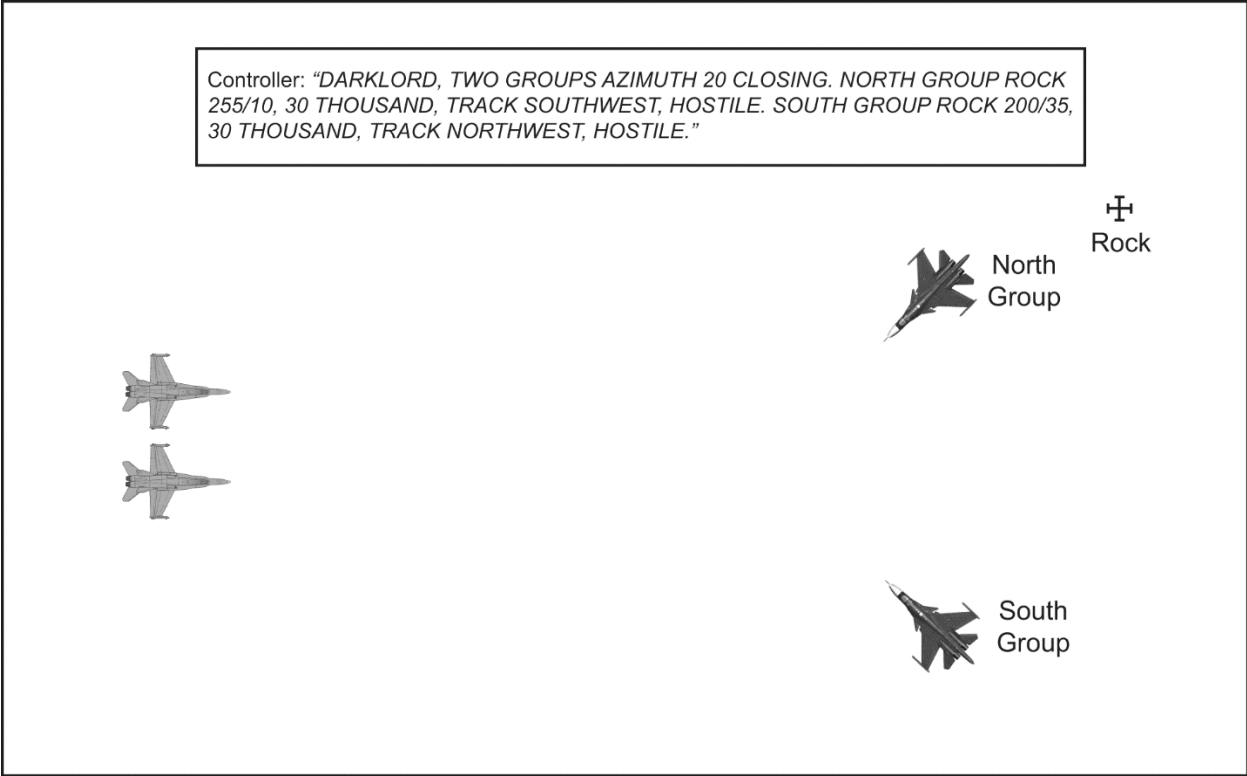 Controller: “DARKLORD, TWO GROUPS AZIMUTH 20 CLOSING. NORTH GROUP ROCK
255/10, 30 THOUSAND, TRACK SOUTHWEST, HOSTILE. SOUTH GROUP ROCK 200/35,
30 THOUSAND, TRACK NORTHWEST, HOSTILE.”
Rock
North
Group
South
Group